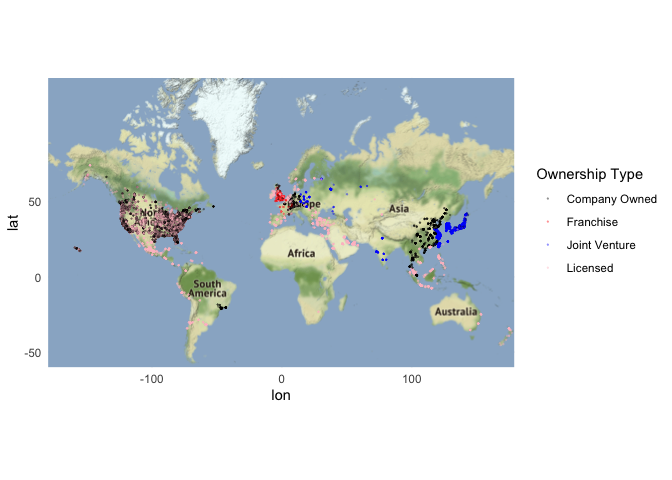 lat
50
0
-50
-100
0
100
lon
North
America
Europe
Asia
Africa
South
America
Australia
Ownership Type
Company Owned
Franchise
Joint Venture
Licensed